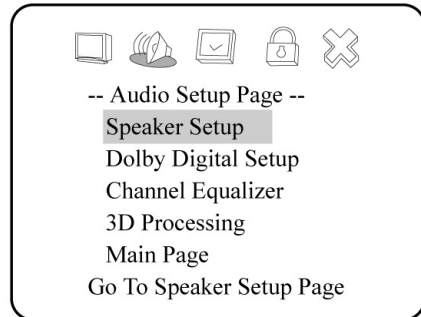 -- Audio Setup Page --
Speaker Setup
Dolby Digital Setup
Channel Equalizer
3D Processing
Main Page
Go To Speaker Setup Page